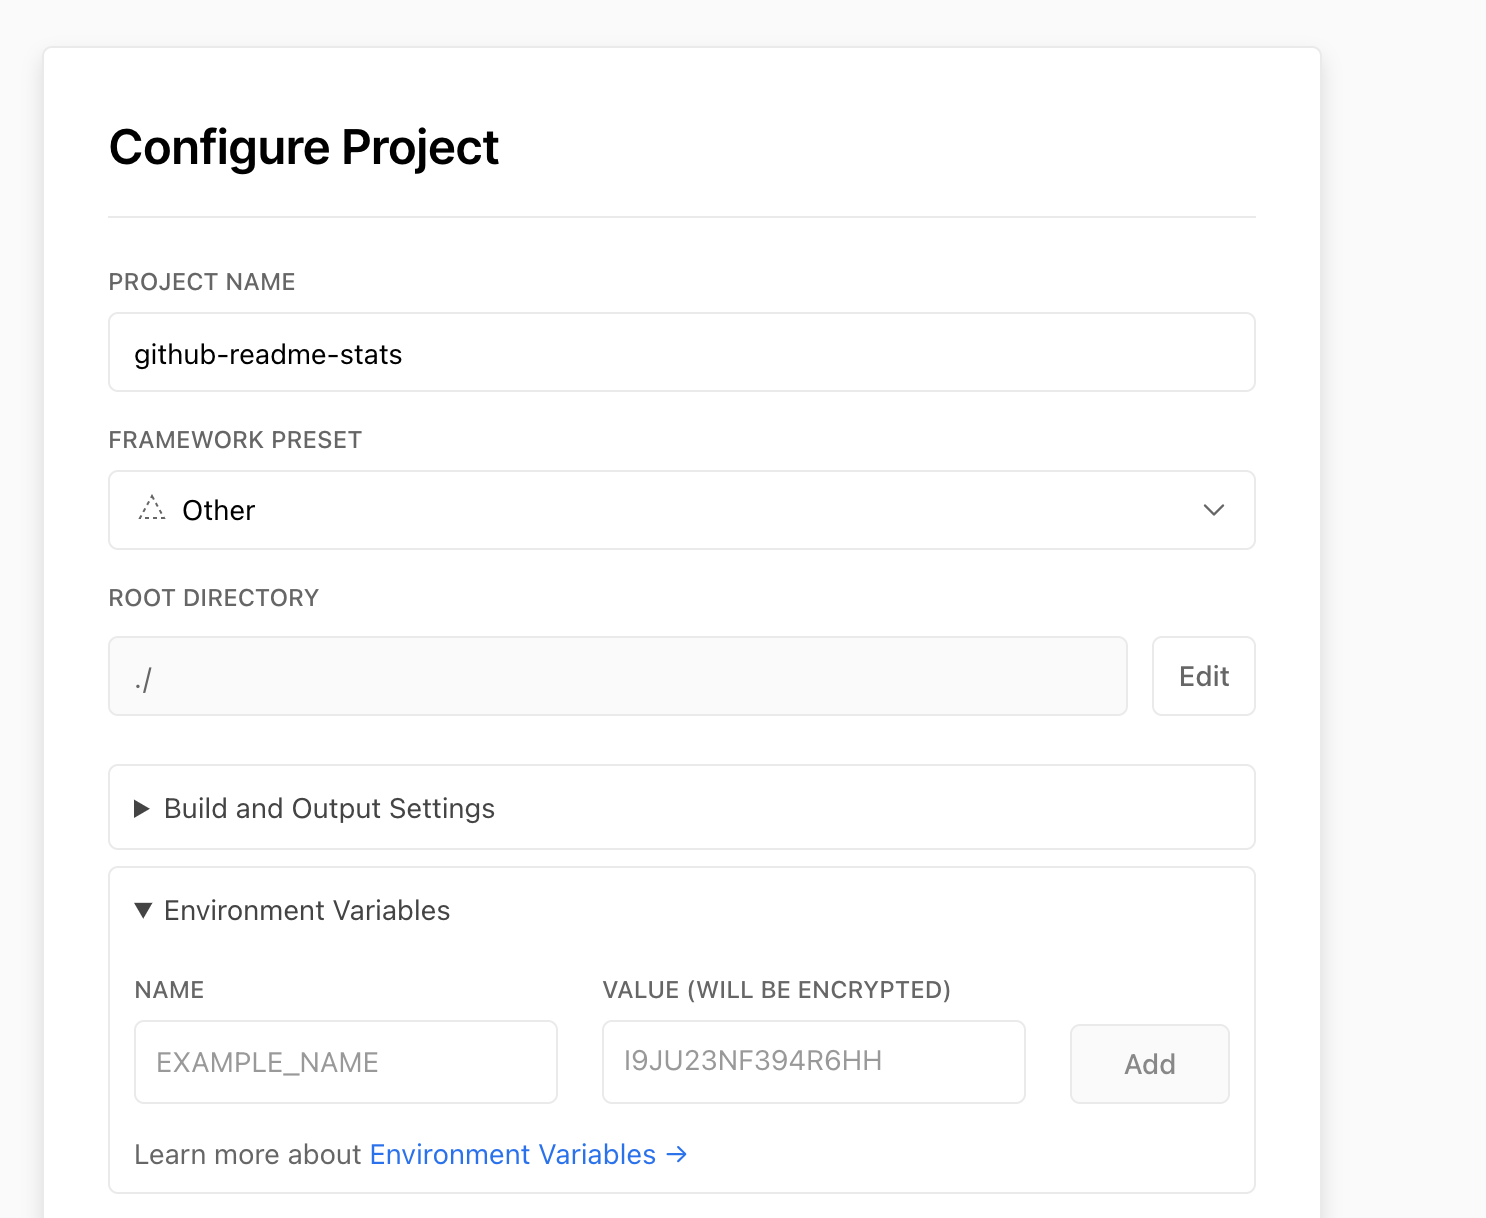 Configure Project
PROJECT NAME
github-readme-stats
FRAMEWORK PRESET
Other
ROOT DIRECTORY
./
Edit
Build and Output Settings
Environment Variables
NAME
VALUE (WILL BE ENCRYPTED)
EXAMPLE_NAME
I9JU23NF394R6HH
Add
Learn more about Environment Variables →